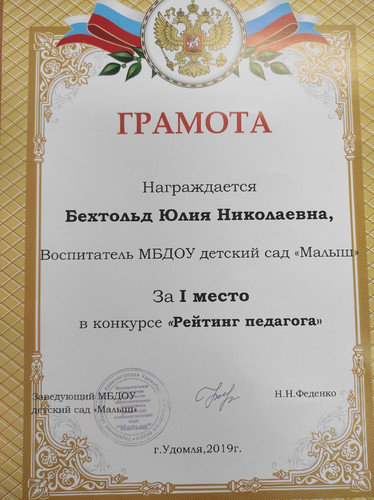 ГРАМОТА
Награждается
Бехтольд Юлия Николаевна,
Воспитатель МБДОУ детский сад «Малыш»
За I место
в конкурсе «Рейтинг педагога»
Заведующий МБДОУ
детский сад «Малыш»
Н.Н.Феденко
"Малыш"
г.Удомля,2019г.